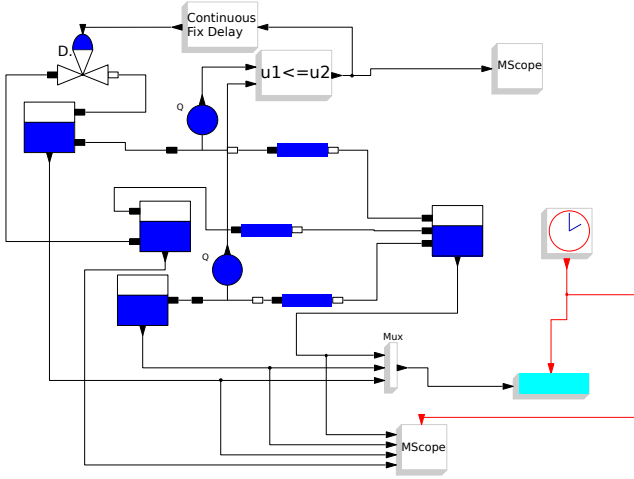 Continuous
Fix Delay
D.
u1<=u2
MScope
Q
Q
Mux
MScope